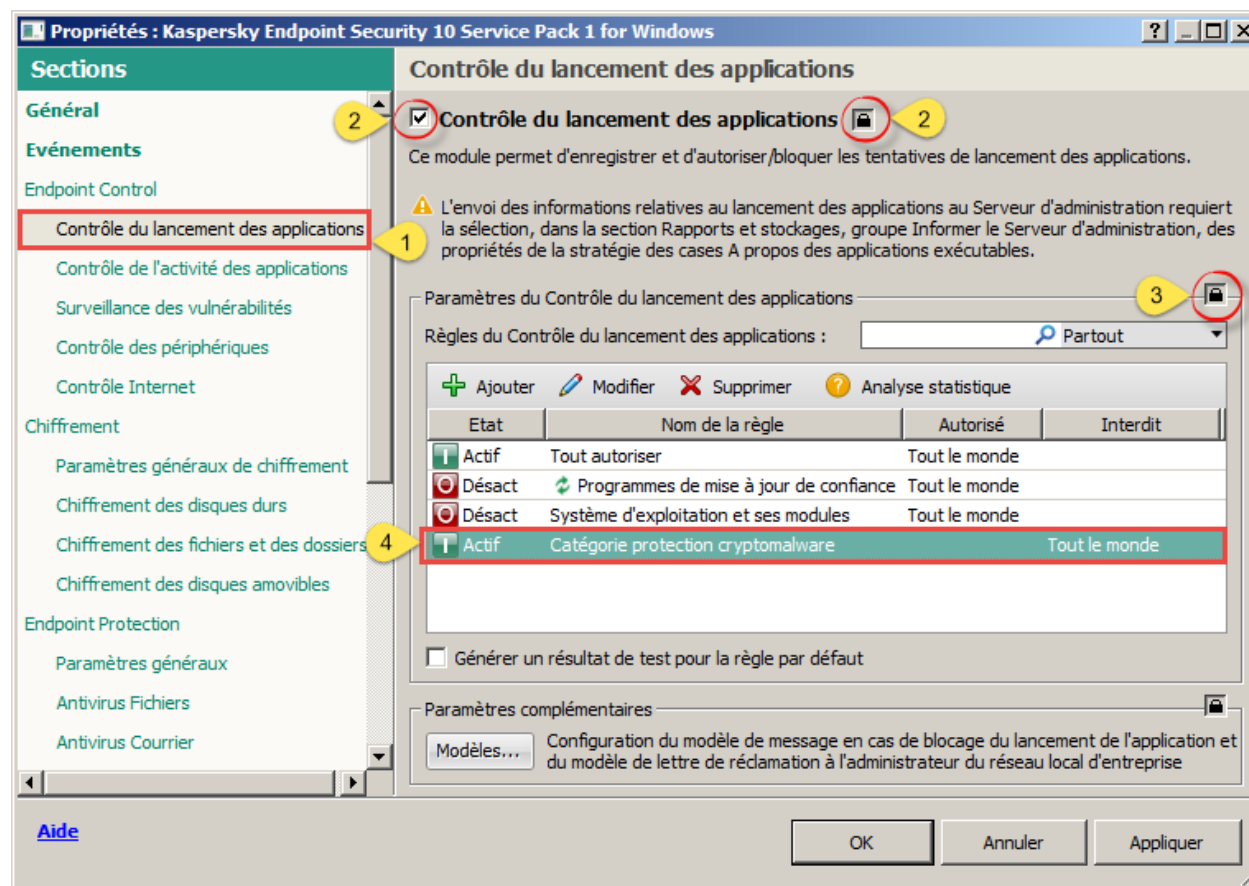 Propriétés : Kaspersky Endpoint Security 10 Service Pack 1 for Windows
Sections
Général
Evénements
Endpoint Control
Contrôle du lancement des applications
Contrôle de l'activité des applications
Surveillance des vulnérabilités
Contrôle des périphériques
Contrôle Internet
Chiffrement
Paramètres généraux de chiffrement
Chiffrement des disques durs
Chiffrement des fichiers et des dossiers
Chiffrement des disques amovibles
Endpoint Protection
Paramètres généraux
Antivirus Fichiers
Antivirus Courrier
1
Contrôle du lancement des applications
2
Contrôle du lancement des applications
2
Ce module permet d'enregistrer et d'autoriser/bloquer les tentatives de lancement des applications.
L'envoi des informations relatives au lancement des applications au Serveur d'administration requiert
la sélection, dans la section Rapports et stockages, groupe Informer le Serveur d'administration, des
propriétés de la stratégie des cases A propos des applications exécutables.
Paramètres du Contrôle du lancement des applications
3
Règles du Contrôle du lancement des applications :
Partout
Ajouter Modifier Supprimer Analyse statistique
Etat Nom de la règle Autorisé Interdit
Actif Tout autoriser Tout le monde
Désact Programmes de mise à jour de confiance Tout le monde
Désact Système d'exploitation et ses modules Tout le monde
4 Actif Catégorie protection cryptomalware Tout le monde
Générer un résultat de test pour la règle par défaut
Paramètres complémentaires
Modèles...
Configuration du modèle de message en cas de blocage du lancement de l'application et
du modèle de lettre de réclamation à l'administrateur du réseau local d'entreprise
Aide
OK Annuler Appliquer